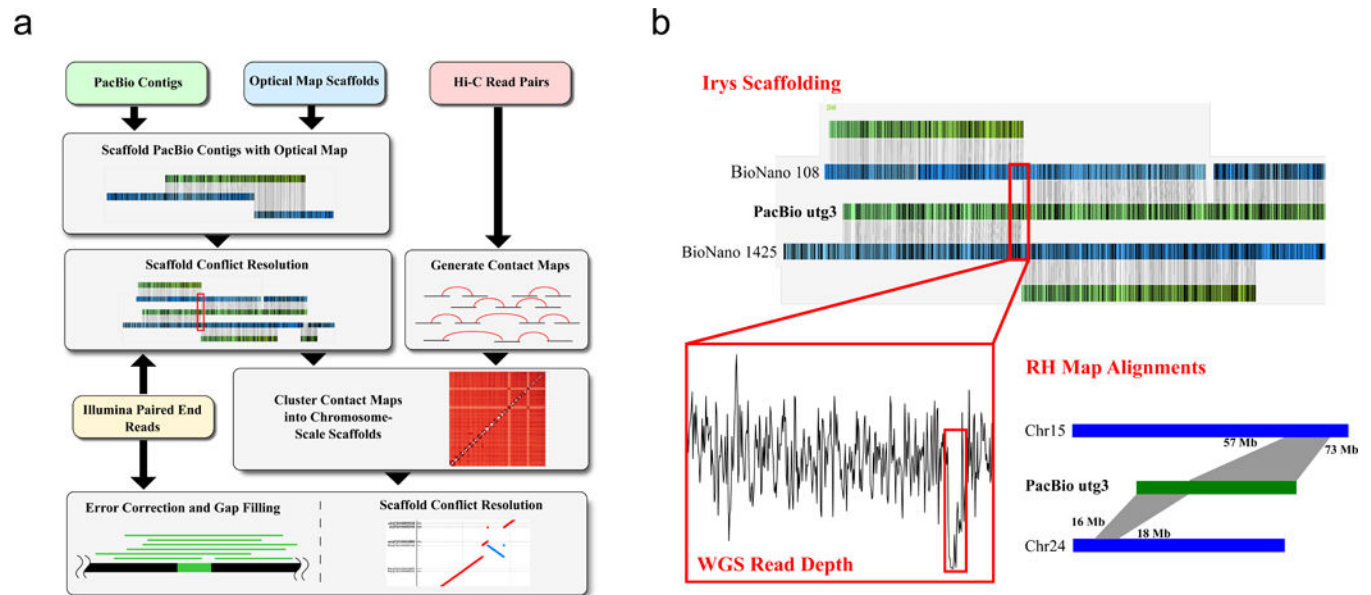 a
PacBio Contigs
Optical Map Scaffolds
Hi-C Read Pairs
Scaffold PacBio Contigs with Optical Map
Scaffold Conflict Resolution
Generate Contact Maps
Illumina Paired End
Reads
Cluster Contact Maps
into Chromosome-
Scale Scaffolds
Error Correction and Gap Filling
Scaffold Conflict Resolution
b
Irys Scaffolding
BioNano 108
PacBio utg3
BioNano 1425
WGS Read Depth
RH Map Alignments
Chr15
57 Mb
73 Mb
PacBio utg3
16 Mb
18 Mb
Chr24